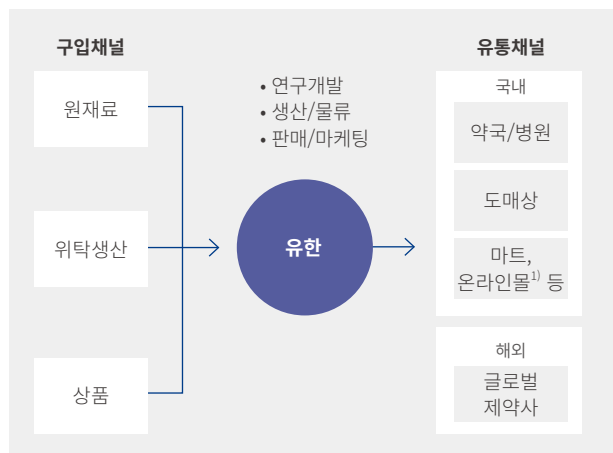 구입채널
원재료
위탁생산
상품
• 연구개발
• 생산/물류
• 판매/마케팅
유한
유통채널
국내
약국/병원
도매상
마트,
온라인몰1) 등
해외
글로벌
제약사